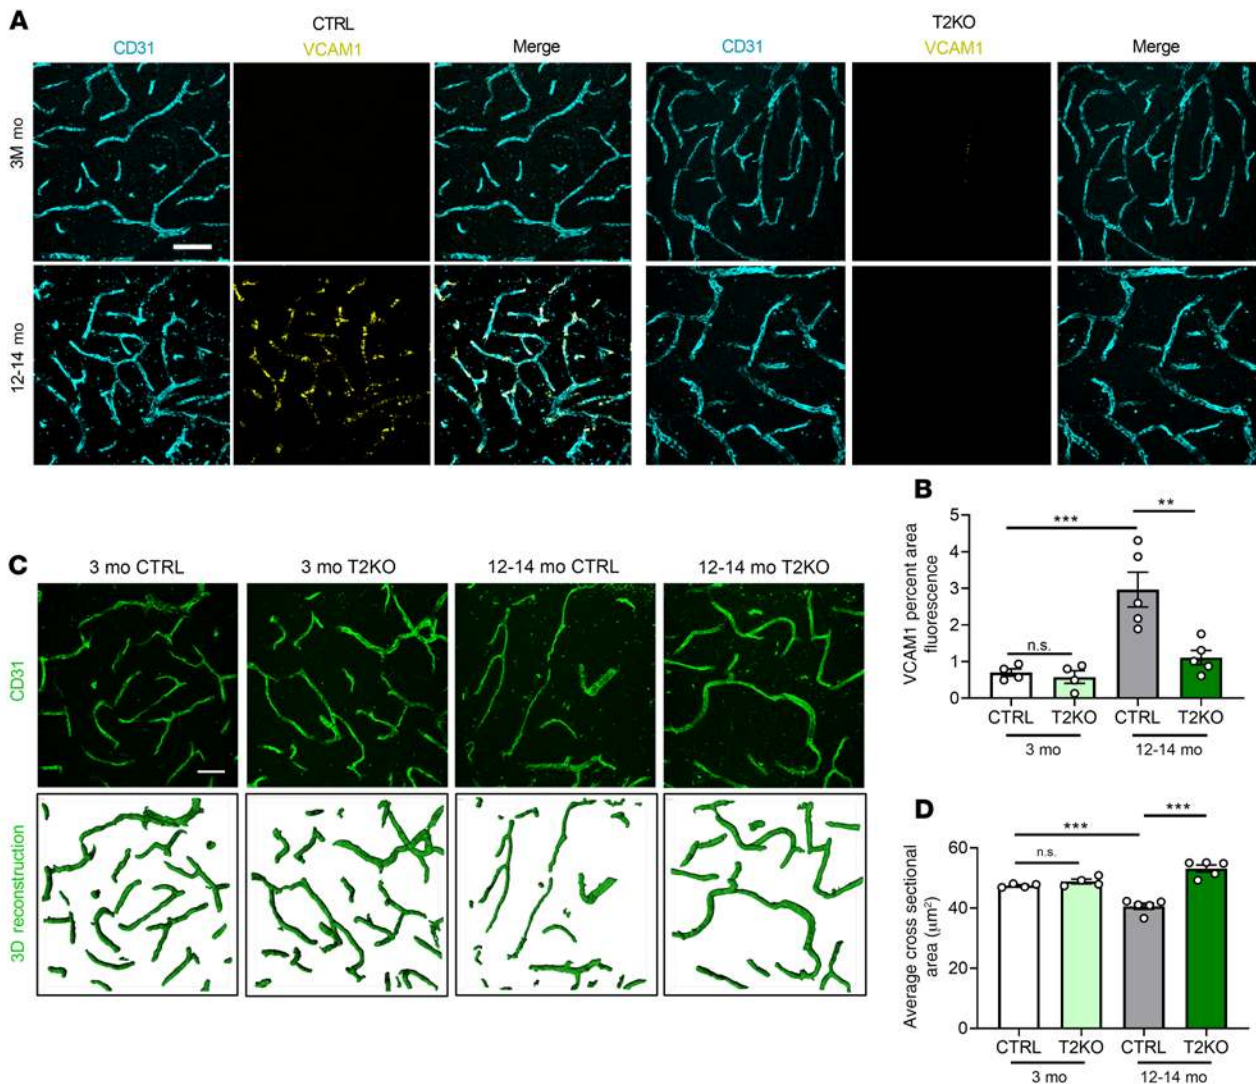 A
CTRL
T2KO
CD31
VCAM1
Merge
CD31
VCAM1
Merge
3M mo
12-14 mo
B
VCAM1 percent area
fluorescence
5
4
3
2
1
0
n.s.
***
**
CTRL
T2KO
CTRL
T2KO
3 mo
12-14 mo
C
3 mo CTRL
3 mo T2KO
12-14 mo CTRL
12-14 mo T2KO
CD31
3D reconstruction
D
Average cross sectional
area (µm²)
60
40
20
0
n.s.
***
***
CTRL
T2KO
CTRL
T2KO
3 mo
12-14 mo